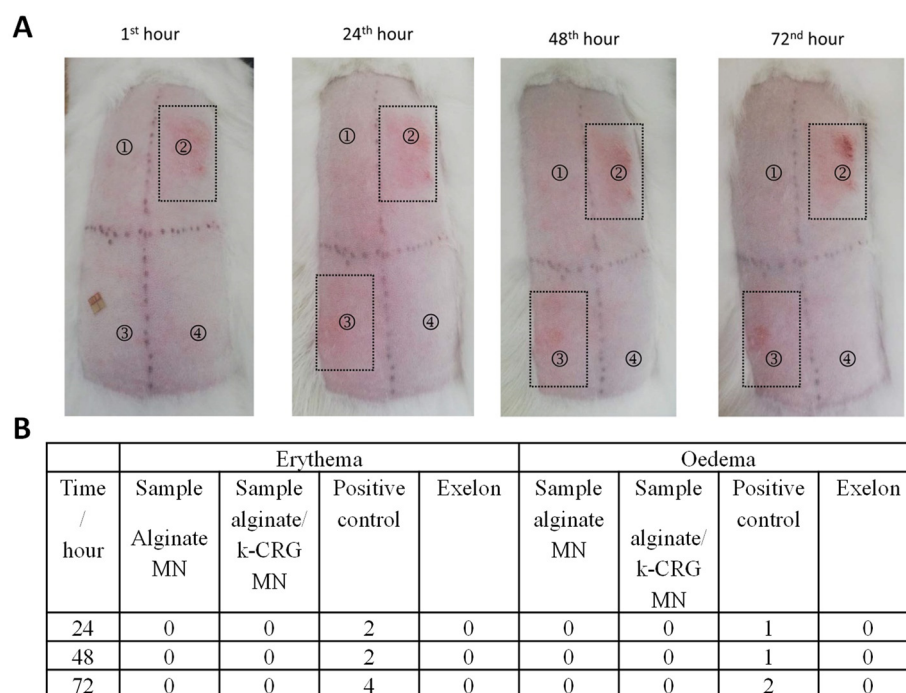 A
1st hour
24th hour
48th hour
72nd hour
① ②
③ ④
① ②
③ ④
① ②
③ ④
① ②
③ ④
B
Erythema Oedema
Time / hour Sample Alginate MN Sample alginate/ k-CRG MN Positive control Exelon Sample alginate MN Sample alginate/ k-CRG MN Positive control Exelon
24 0 0 2 0 0 0 1 0
48 0 0 2 0 0 0 1 0
72 0 0 4 0 0 0 2 0